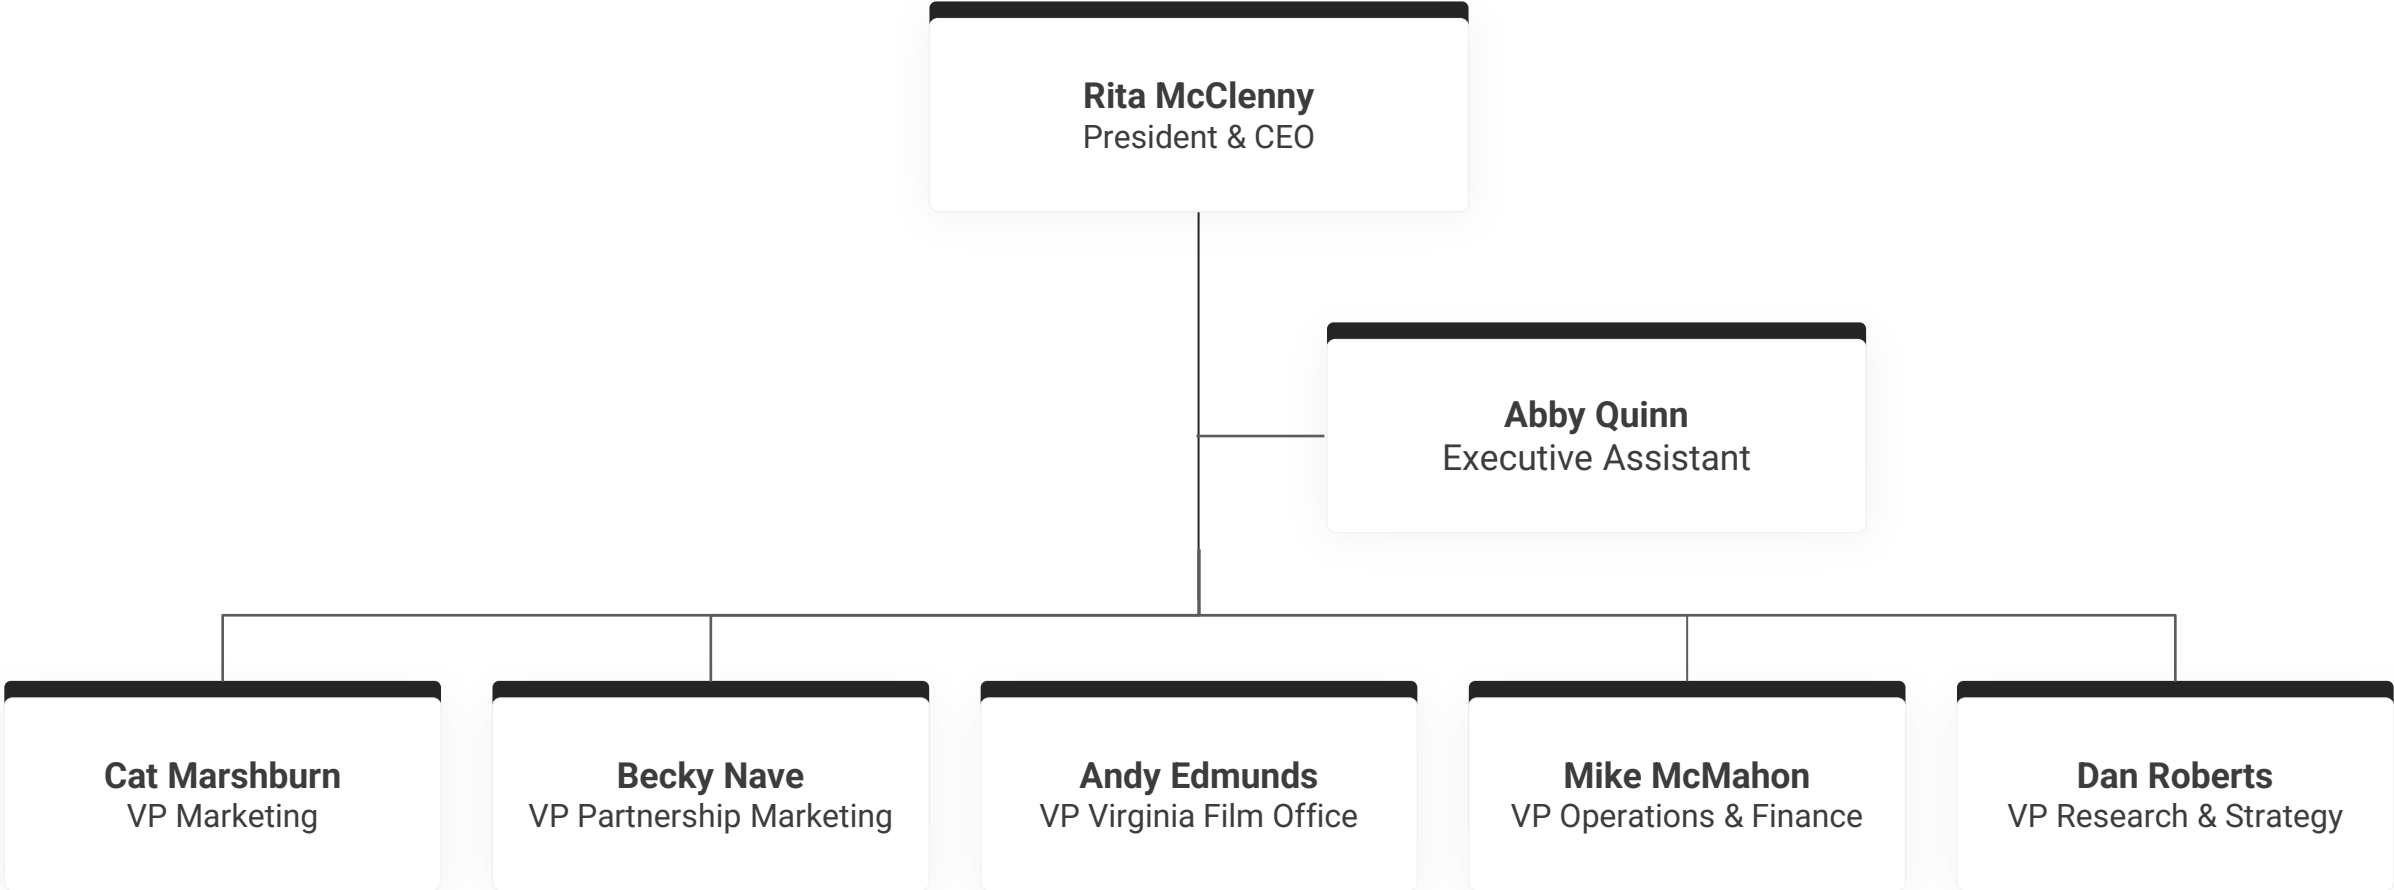 Rita McClenny
President & CEO
Abby Quinn
Executive Assistant
Cat Marshburn
VP Marketing
Becky Nave
VP Partnership Marketing
Andy Edmunds
VP Virginia Film Office
Mike McMahon
VP Operations & Finance
Dan Roberts
VP Research & Strategy